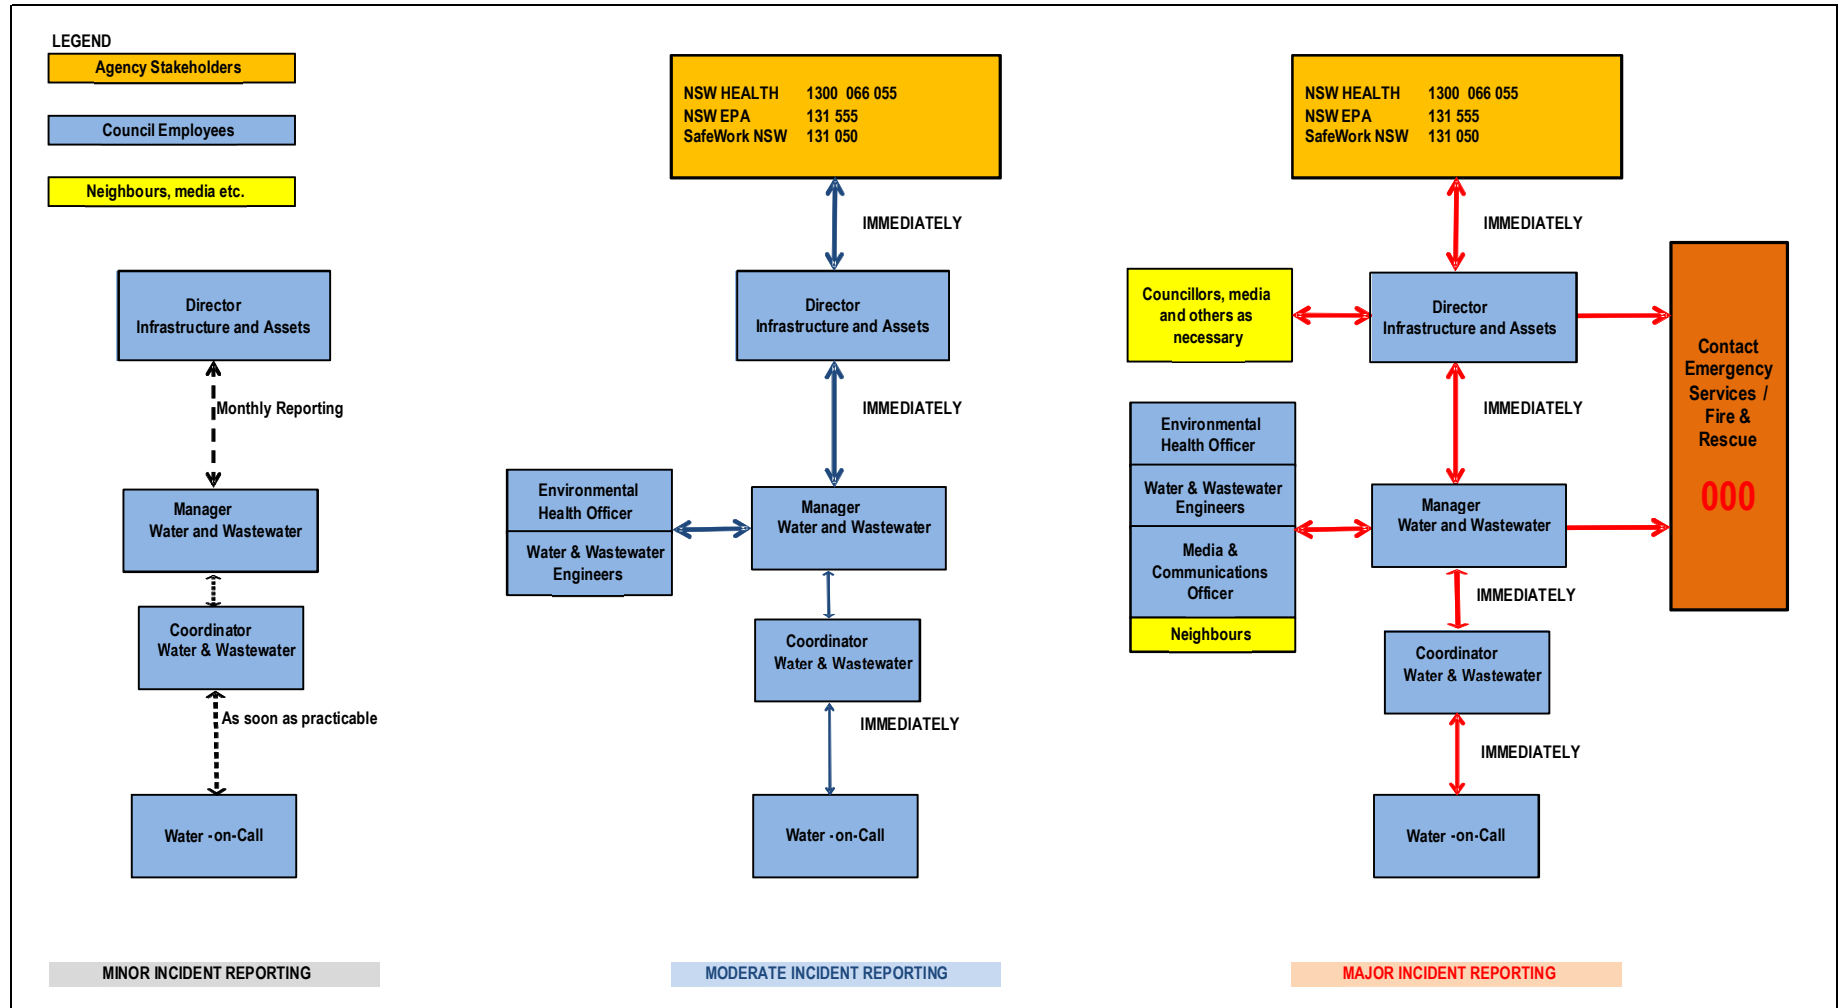 LEGEND
Agency Stakeholders
Council Employees
Neighbours, media etc.
Director
Infrastructure and Assets
Monthly Reporting
Manager
Water and Wastewater
Coordinator
Water & Wastewater
As soon as practicable
Water -on-Call
MINOR INCIDENT REPORTING
NSW HEALTH 1300 066 055
NSW EPA 131 555
SafeWork NSW 131 050
IMMEDIATELY
Director
Infrastructure and Assets
IMMEDIATELY
Environmental
Health Officer
Water & Wastewater
Engineers
Manager
Water and Wastewater
Coordinator
Water & Wastewater
IMMEDIATELY
Water -on-Call
MODERATE INCIDENT REPORTING
NSW HEALTH 1300 066 055
NSW EPA 131 555
SafeWork NSW 131 050
IMMEDIATELY
Councillors, media
and others as
necessary
Director
Infrastructure and Assets
IMMEDIATELY
Contact
Emergency
Services /
Fire &
Rescue
000
Environmental
Health Officer
Water & Wastewater
Engineers
Media &
Communications
Officer
Neighbours
Manager
Water and Wastewater
IMMEDIATELY
Coordinator
Water & Wastewater
IMMEDIATELY
Water -on-Call
MAJOR INCIDENT REPORTING